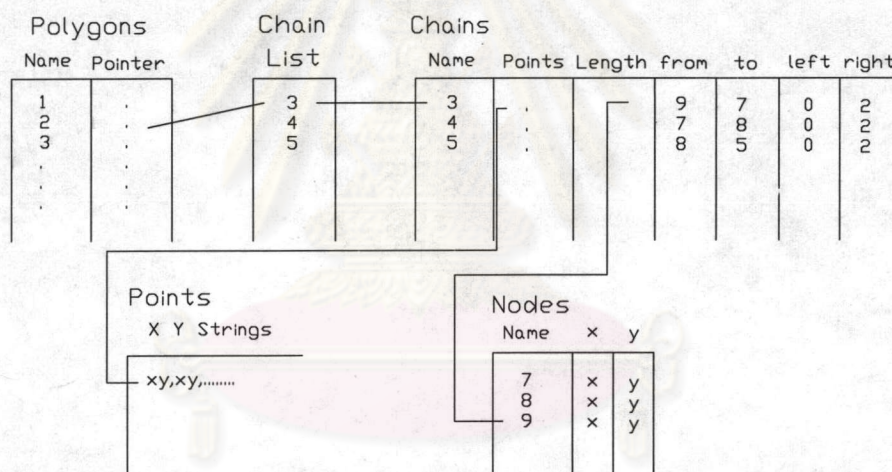 Polygons Chain Chains
Name Pointer List Name Points Length from to left right
1 . 3 3 . 9 7 0 2
2 . 4 4 . 7 8 0 2
3 . 5 5 . 8 5 0 2
. .
. .
. .
Points
X Y Strings
xy,xy,........
Nodes
Name x y
7 x y
8 x y
9 x y